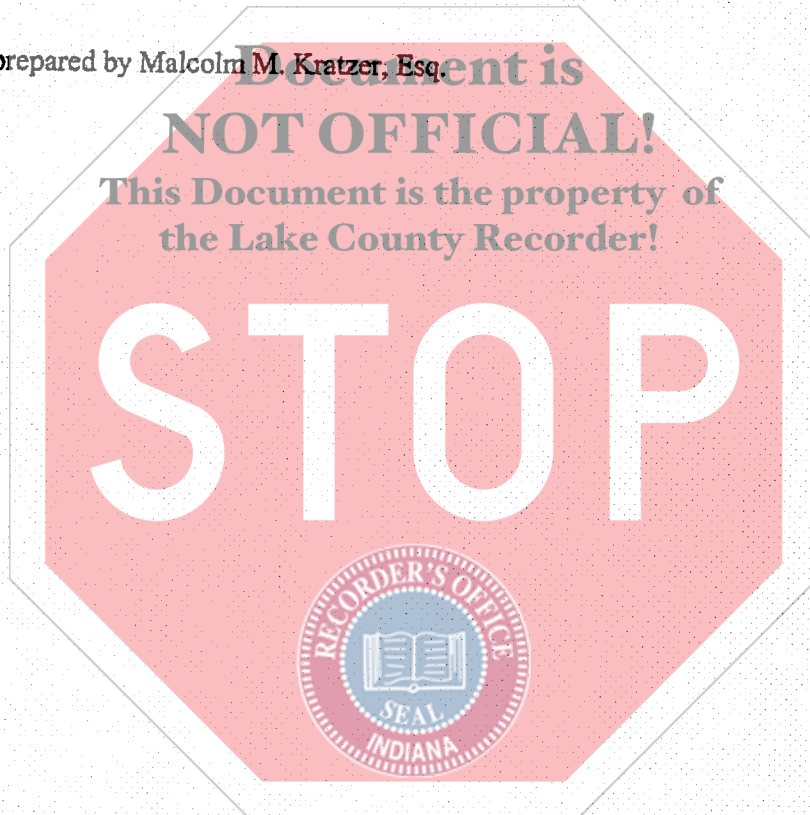 prepared by Malcolm M. Kratzer, Esq.
Document is
NOT OFFICIAL!
This Document is the property of
the Lake County Recorder!
STOP
RECORDER'S OFFICE
SEAL
INDIANA